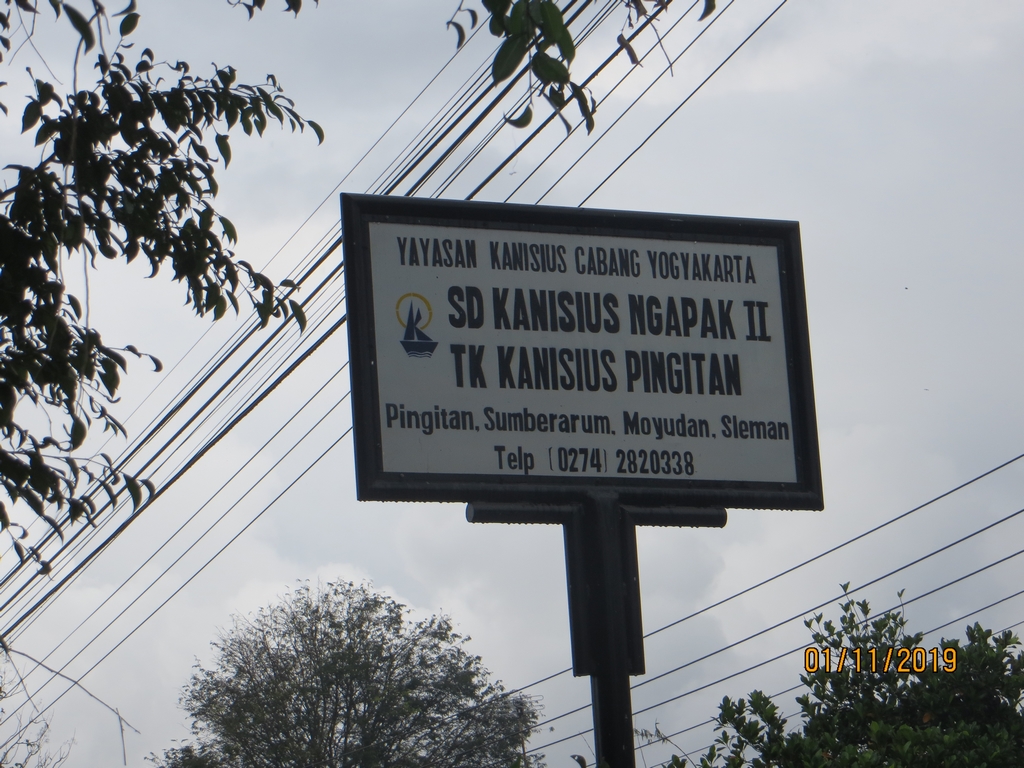 YAYASAN KANISIUS CABANG YOGYAKARTA
SD KANISIUS NGAPAK II
TK KANISIUS PINGITAN
Pingitan, Sumberarum, Moyudan, Sleman
Telp (0274) 2820338
01/11/2019